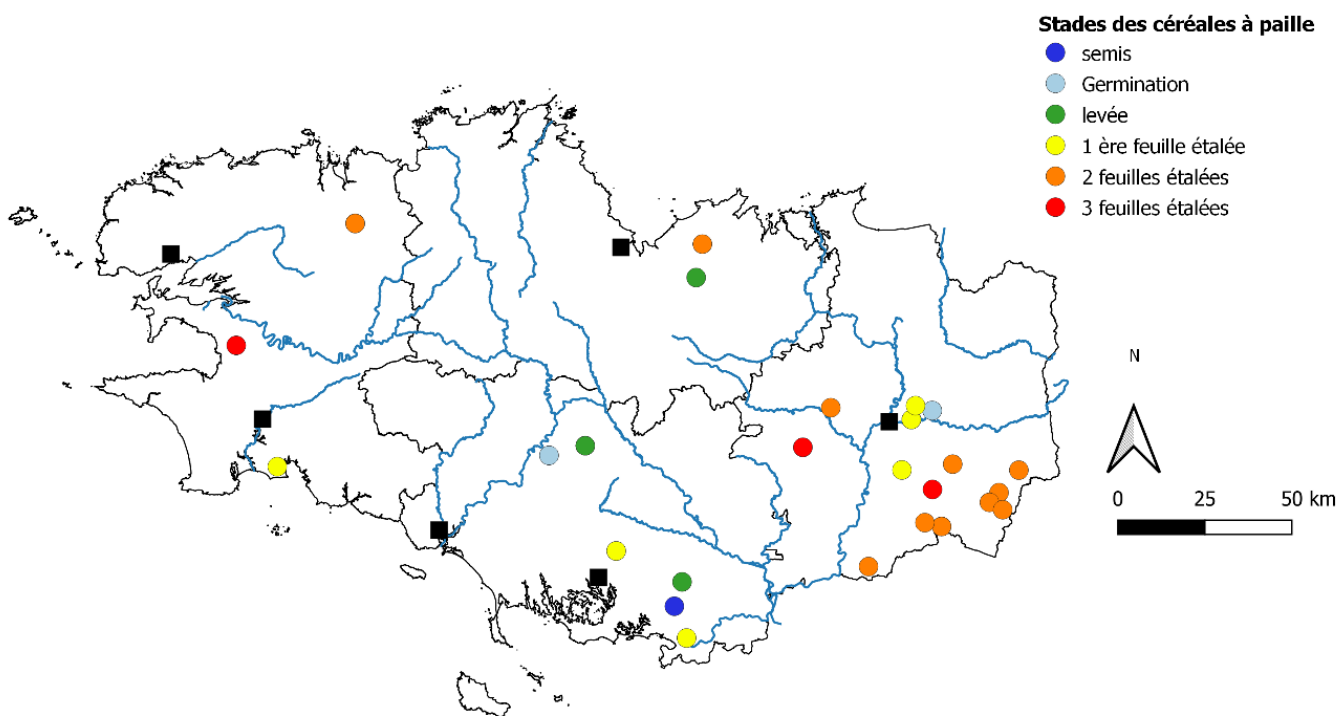 Stades des céréales à paille
semis
Germination
levée
1 ère feuille étalée
2 feuilles étalées
3 feuilles étalées
N
0 25 50 km